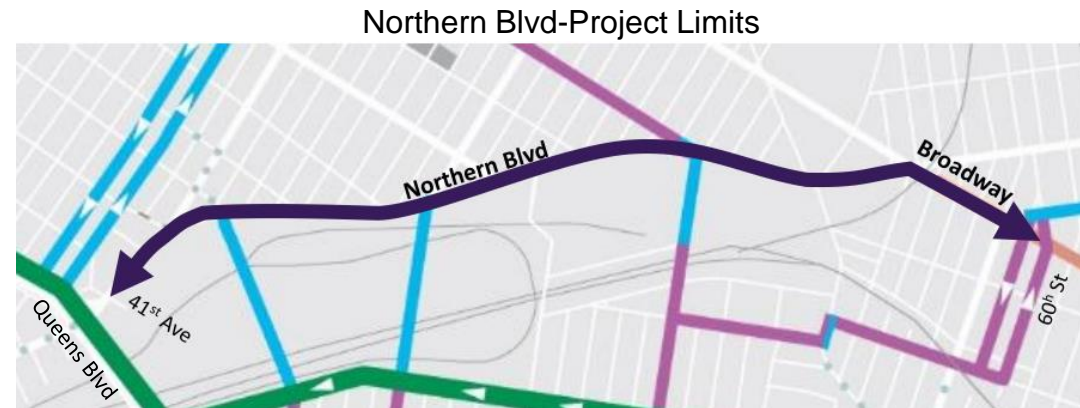 Northern Blvd-Project Limits
Northern Blvd
Broadway
41st Ave
Queens Blvd
60h St